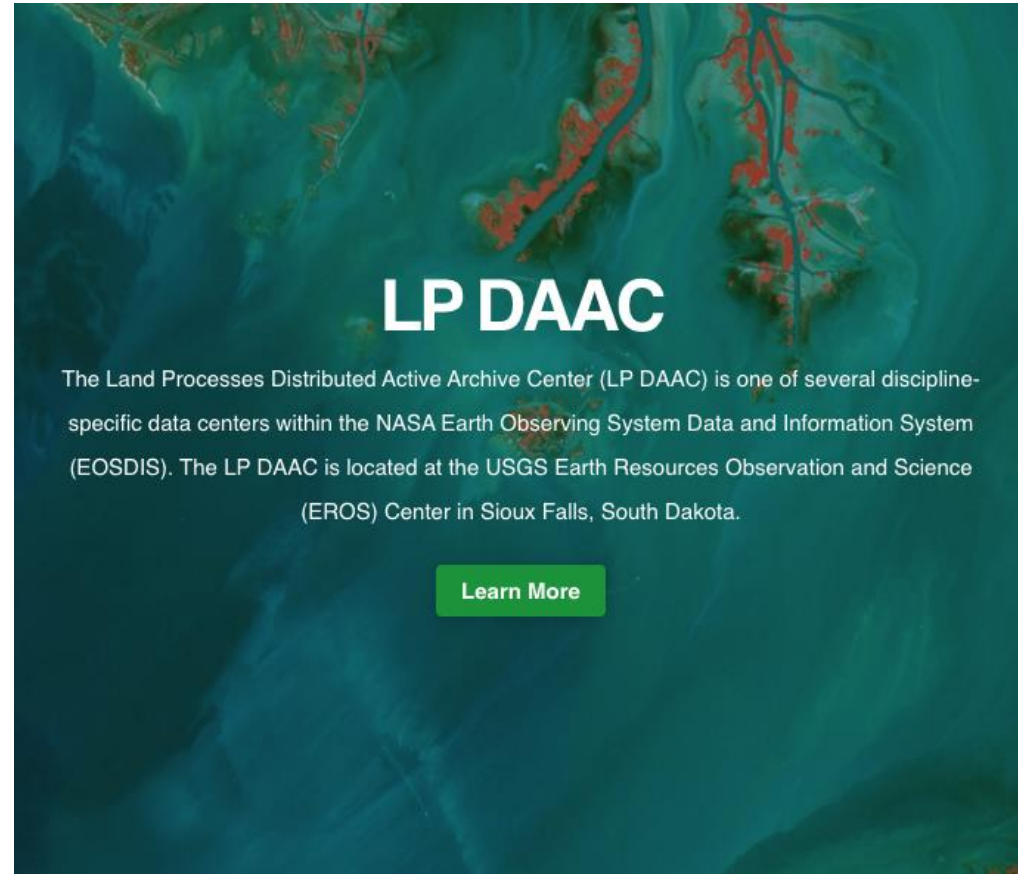 LP DAAC
The Land Processes Distributed Active Archive Center (LP DAAC) is one of several discipline-
specific data centers within the NASA Earth Observing System Data and Information System
(EOSDIS). The LP DAAC is located at the USGS Earth Resources Observation and Science
(EROS) Center in Sioux Falls, South Dakota.
Learn More